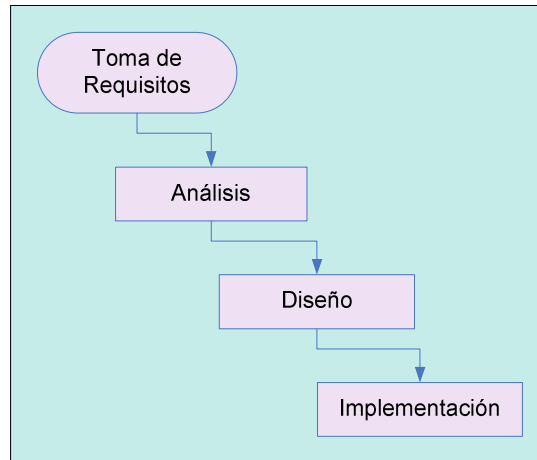 Toma de
Requisitos
Análisis
Diseño
Implementación